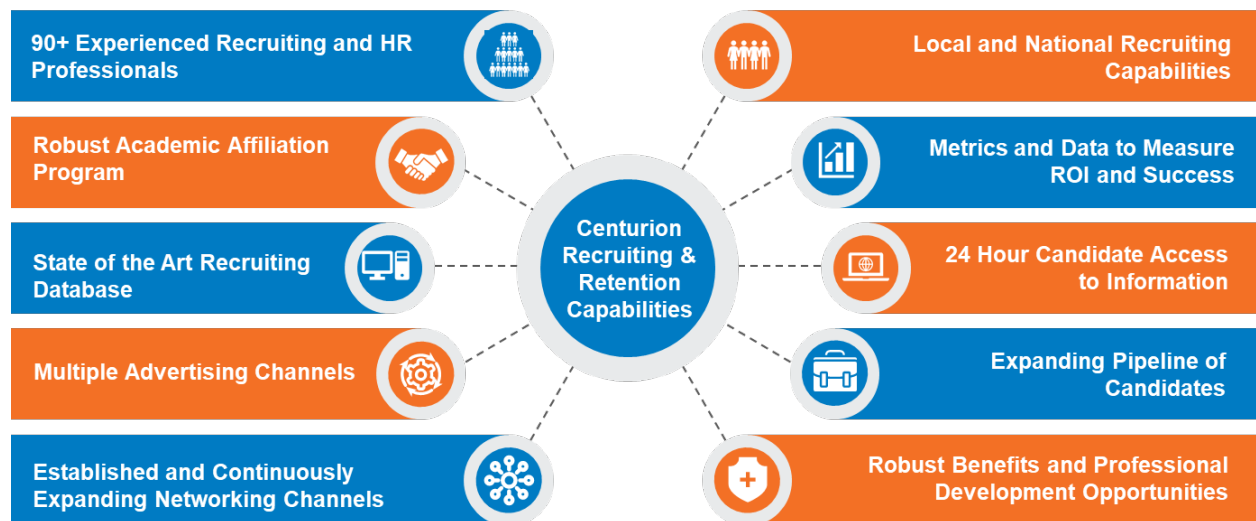 90+ Experienced Recruiting and HR
Professionals
Robust Academic Affiliation
Program
State of the Art Recruiting
Database
Multiple Advertising Channels
Established and Continuously
Expanding Networking Channels
Centurion
Recruiting &
Retention
Capabilities
Local and National Recruiting
Capabilities
Metrics and Data to Measure
ROI and Success
24 Hour Candidate Access
to Information
Expanding Pipeline of
Candidates
Robust Benefits and Professional
Development Opportunities